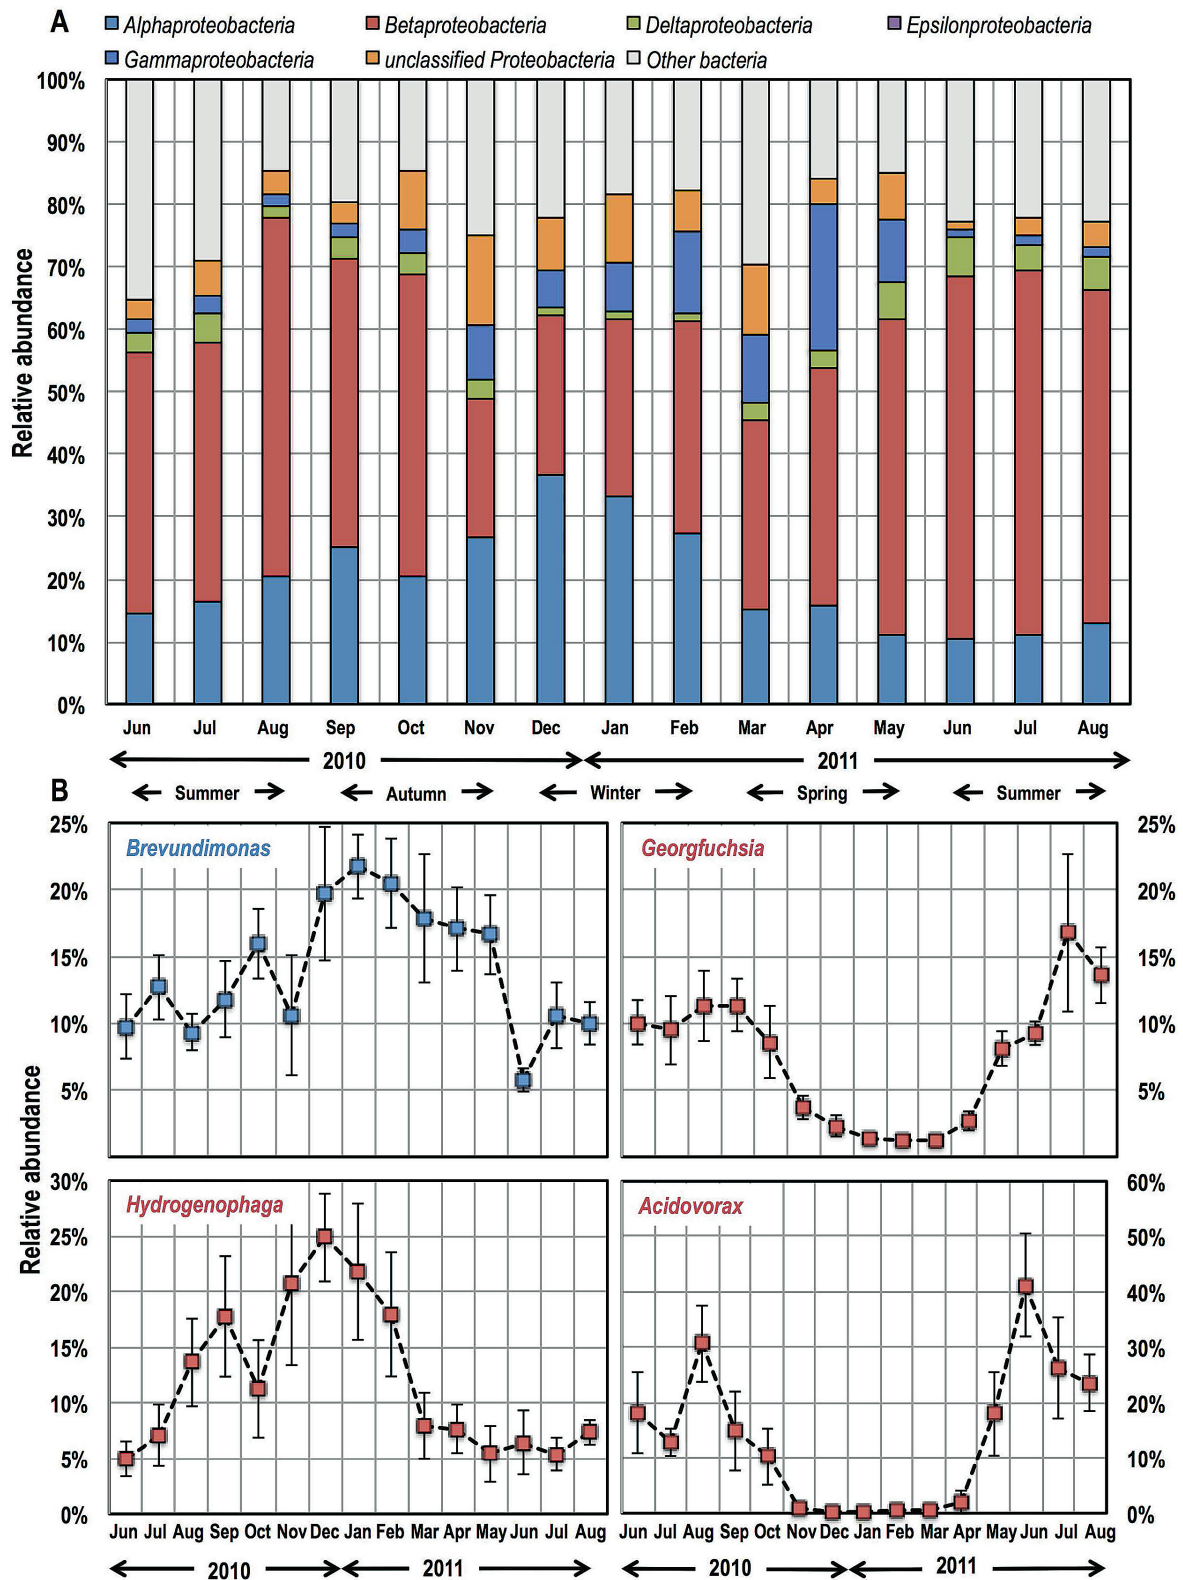 A
Alphaproteobacteria Betaproteobacteria Deltaproteobacteria Epsilonproteobacteria
Gammaproteobacteria unclassified Proteobacteria Other bacteria
100%
90%
80%
70%
60%
50%
40%
30%
20%
10%
0%
Relative abundance
Jun Jul Aug Sep Oct Nov Dec Jan Feb Mar Apr May Jun Jul Aug
2010 2011
Summer Autumn Winter Spring Summer
B
Brevundimonas
25%
20%
15%
10%
5%
Georgfuchsia
25%
20%
15%
10%
5%
Relative abundance
Hydrogenophaga
30%
25%
20%
15%
10%
5%
0%
Acidovorax
60%
50%
40%
30%
20%
10%
0%
Jun Jul Aug Sep Oct Nov Dec Jan Feb Mar Apr May Jun Jul Aug
2010 2011
Jun Jul Aug Sep Oct Nov Dec Jan Feb Mar Apr May Jun Jul Aug
2010 2011